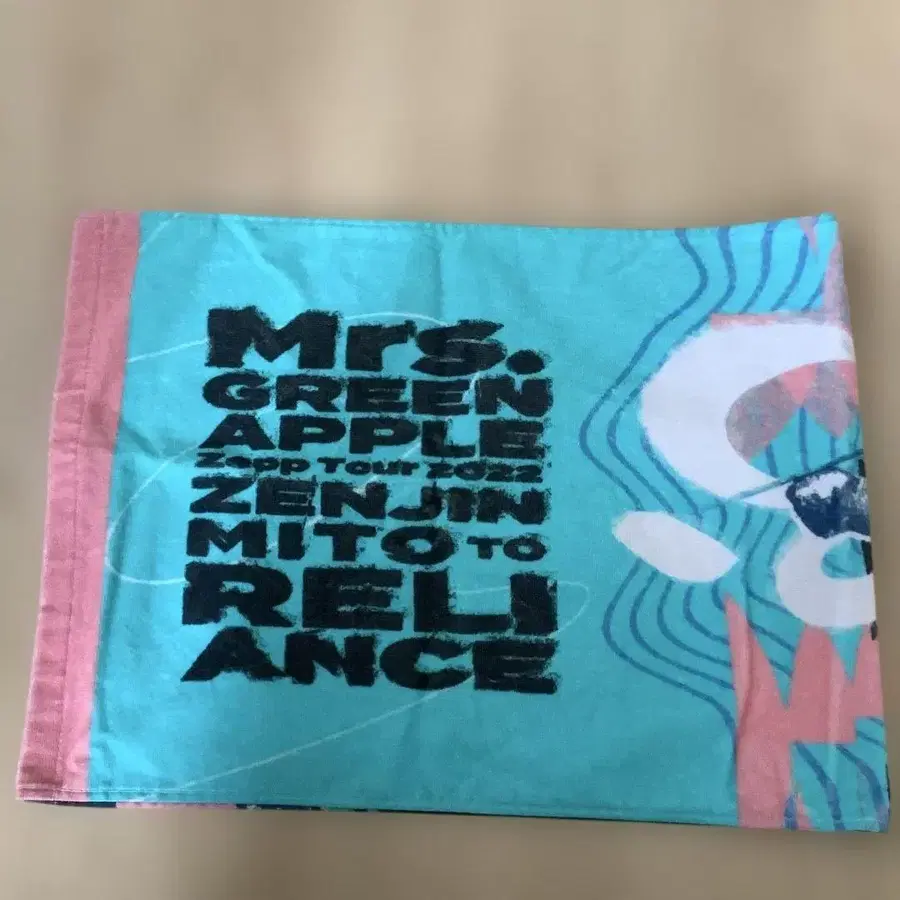 Mrs.
GREEN
APPLE
Zepp Tour 2022
ZENJIN
MITO TO
RELI
ANCE